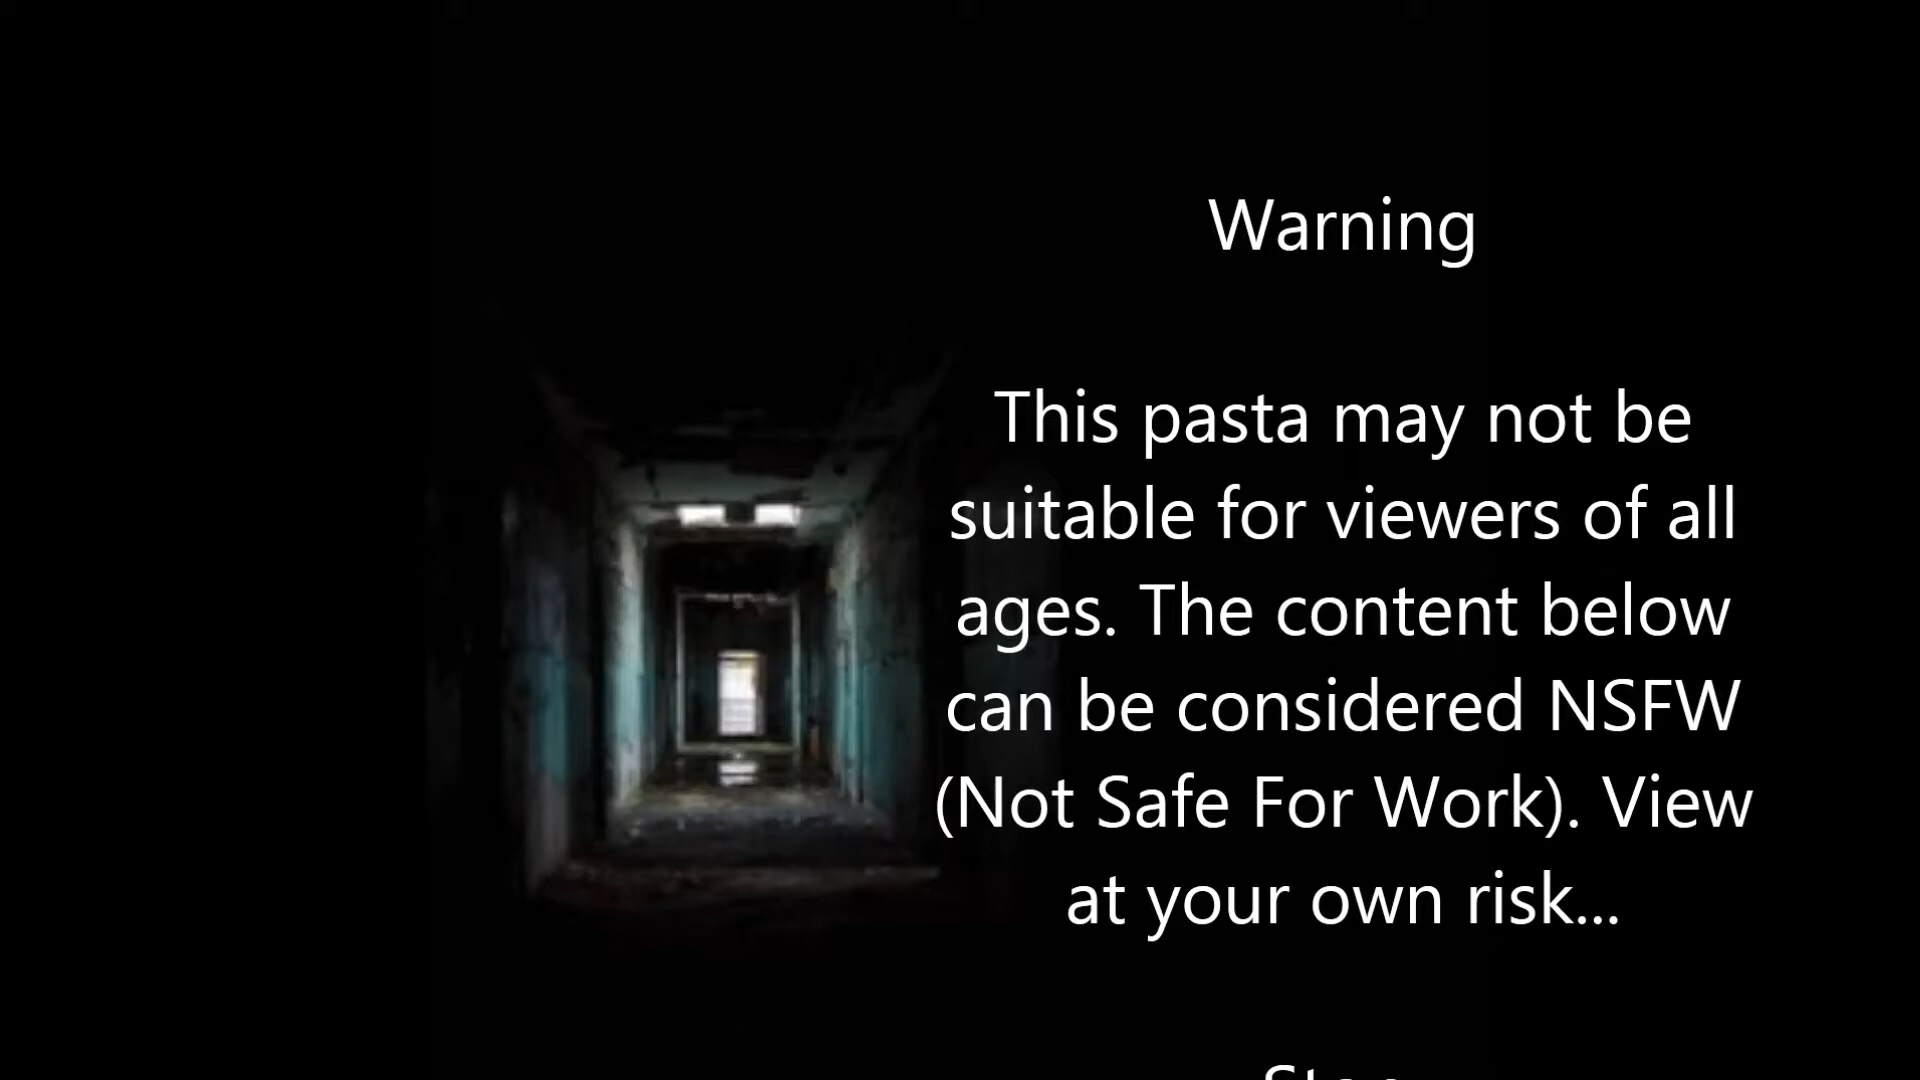 Warning
This pasta may not be
suitable for viewers of all
ages. The content below
can be considered NSFW
(Not Safe For Work). View
at your own risk...